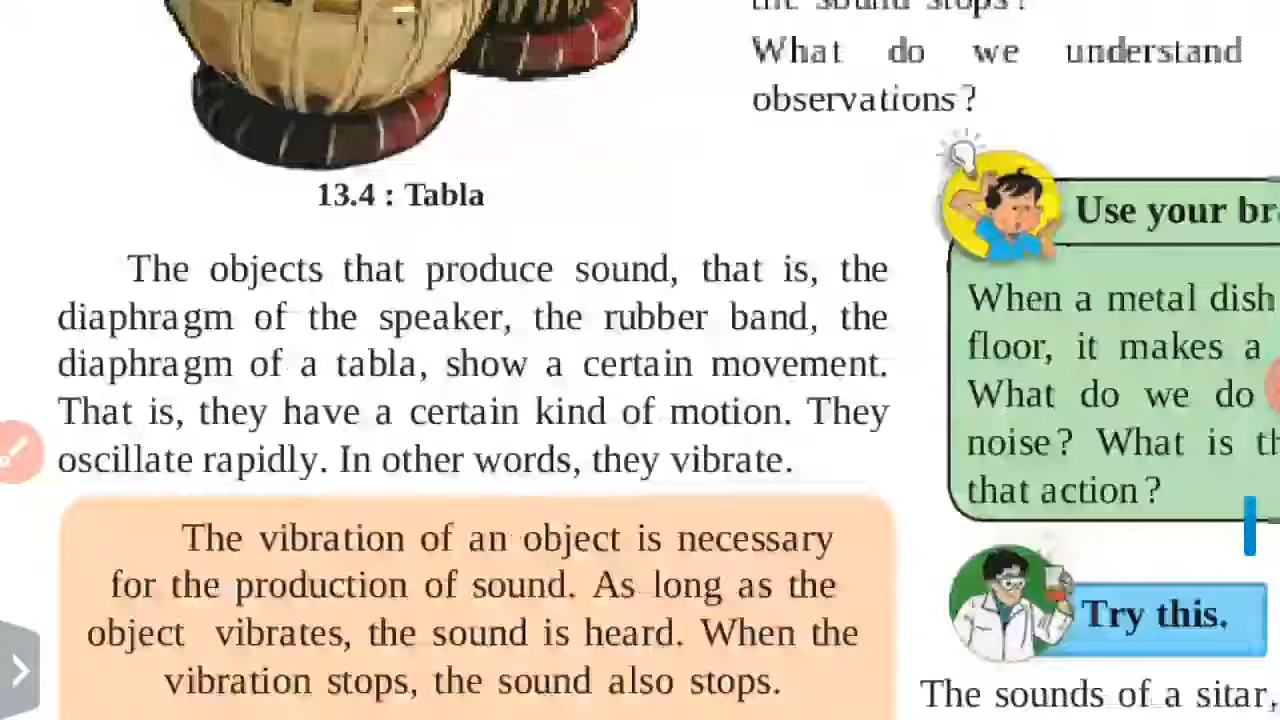 13.4 : Tabla
The objects that produce sound, that is, the
diaphragm of the speaker, the rubber band, the
diaphragm of a tabla, show a certain movement.
That is, they have a certain kind of motion. They
oscillate rapidly. In other words, they vibrate.
The vibration of an object is necessary
for the production of sound. As long as the
object vibrates, the sound is heard. When the
vibration stops, the sound also stops.
the sound stops?
What do we understand
observations?
Use your
When a metal dish
floor, it makes a
What do we do
noise? What is
that action?
Try this.
The sounds of a sitar,